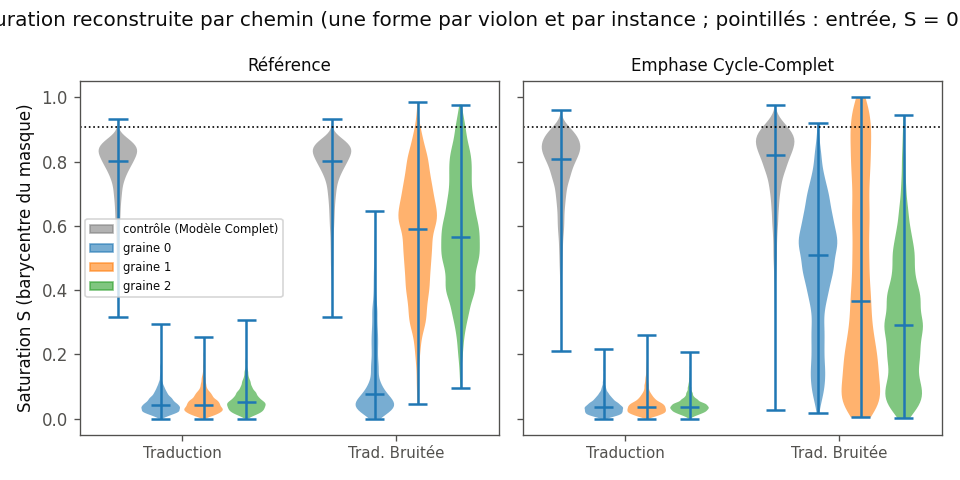 reconstruite par chemin (une forme par violon et par instance ; pointillés : entrée, S = 0
Référence
Emphase Cycle-Complet
Saturation S (barycentre du masque)
1.0
0.8
0.6
0.4
0.2
0.0
contrôle (Modèle Complet)
graine 0
graine 1
graine 2
Traduction
Trad. Bruitée
Traduction
Trad. Bruitée